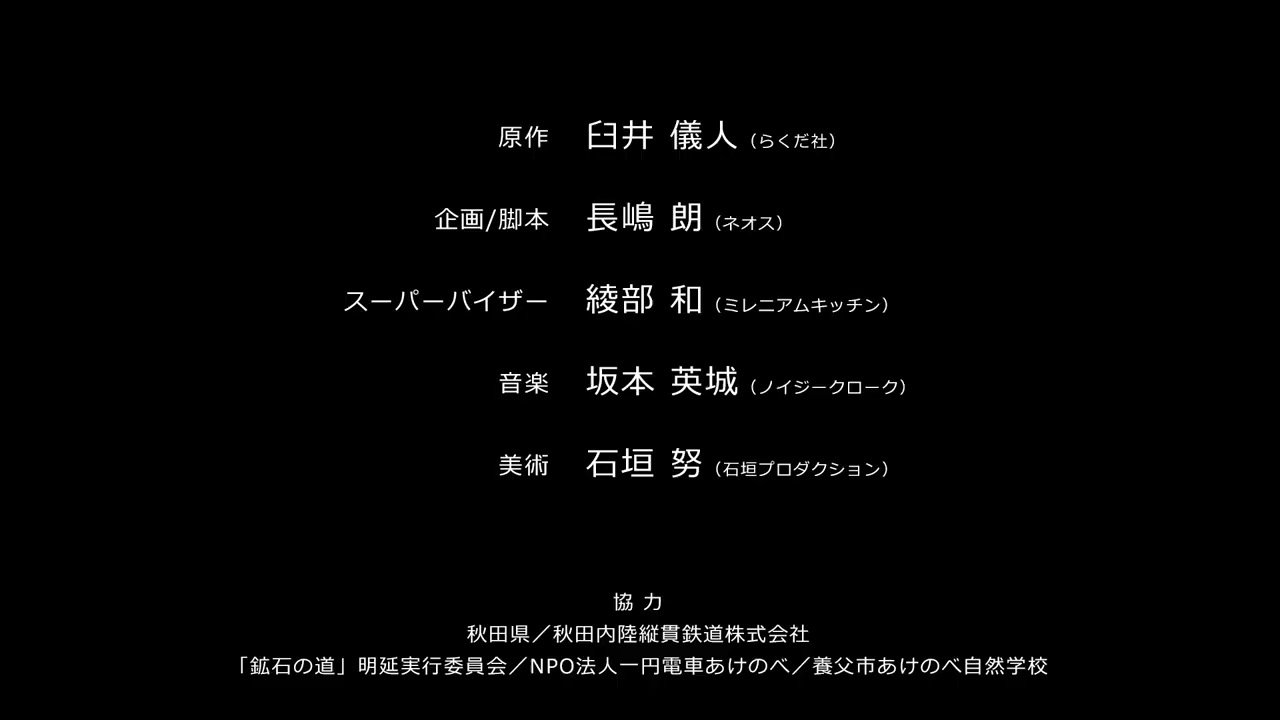 原作 臼井 儀人（らくだ社）
企画/脚本 長嶋 朗（ネオス）
スーパーバイザー 綾部 和（ミレニアムキッチン）
音楽 坂本 英城（ノイジークローク）
美術 石垣 努（石垣プロダクション）
協 力
秋田県／秋田内陸縦貫鉄道株式会社
「鉱石の道」明延実行委員会／NPO法人一円電車あけのべ／養父市あけのべ自然学校